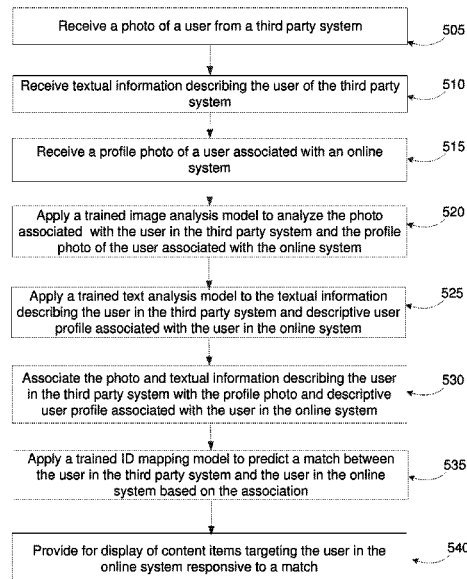 Receive a photo of a user from a third party system
505
Receive textual information describing the user of the third party
system
510
Receive a profile photo of a user associated with an online
system
515
Apply a trained image analysis model to analyze the photo
associated with the user in the third party system and the profile
photo of the user associated with the online system
520
Apply a trained text analysis model to the textual information
describing the user in the third party system and descriptive user
profile associated with the user in the online system
525
Associate the photo and textual information describing the user
in the third party system with the profile photo and descriptive
user profile associated with the user in the online system
530
Apply a trained ID mapping model to predict a match between
the user in the third party system and the user in the online
system based on the association
535
Provide for display of content items targeting the user in the
online system responsive to a match
540